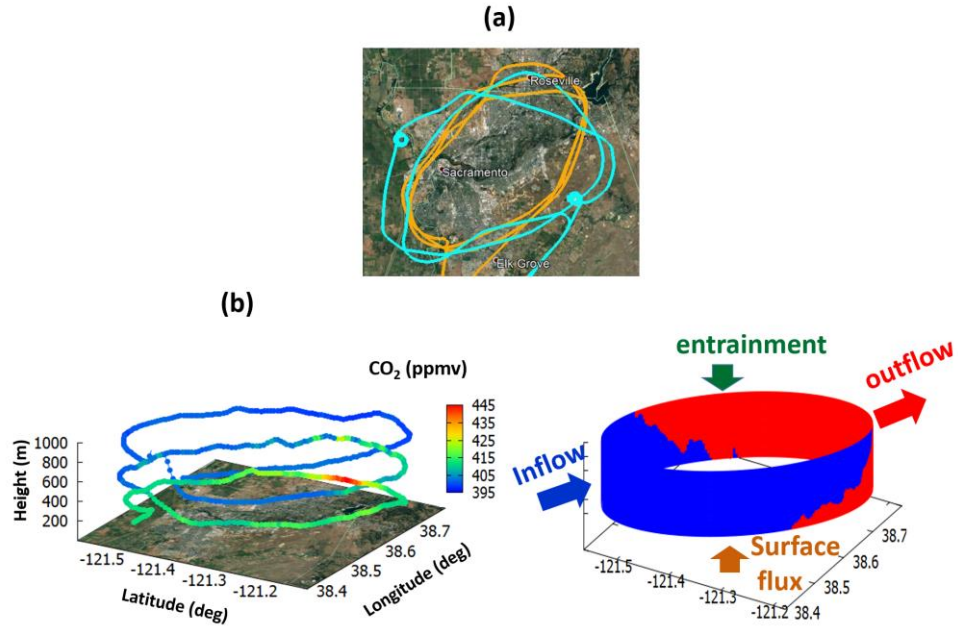 (a)
Roseville
Sacramento
Elk Grove
(b)
CO₂ (ppmv)
445
435
425
415
405
395
Height (m)
1000
800
600
400
200
-121.5
-121.4
-121.3
-121.2
Latitude (deg)
38.4
38.5
38.6
38.7
Longitude (deg)
entrainment
outflow
Inflow
Surface
flux
-121.5
-121.4
-121.3
-121.2
38.4
38.5
38.6
38.7